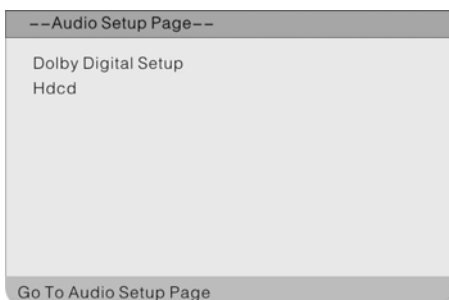 --Audio Setup Page--
Dolby Digital Setup
Hdcd
Go To Audio Setup Page